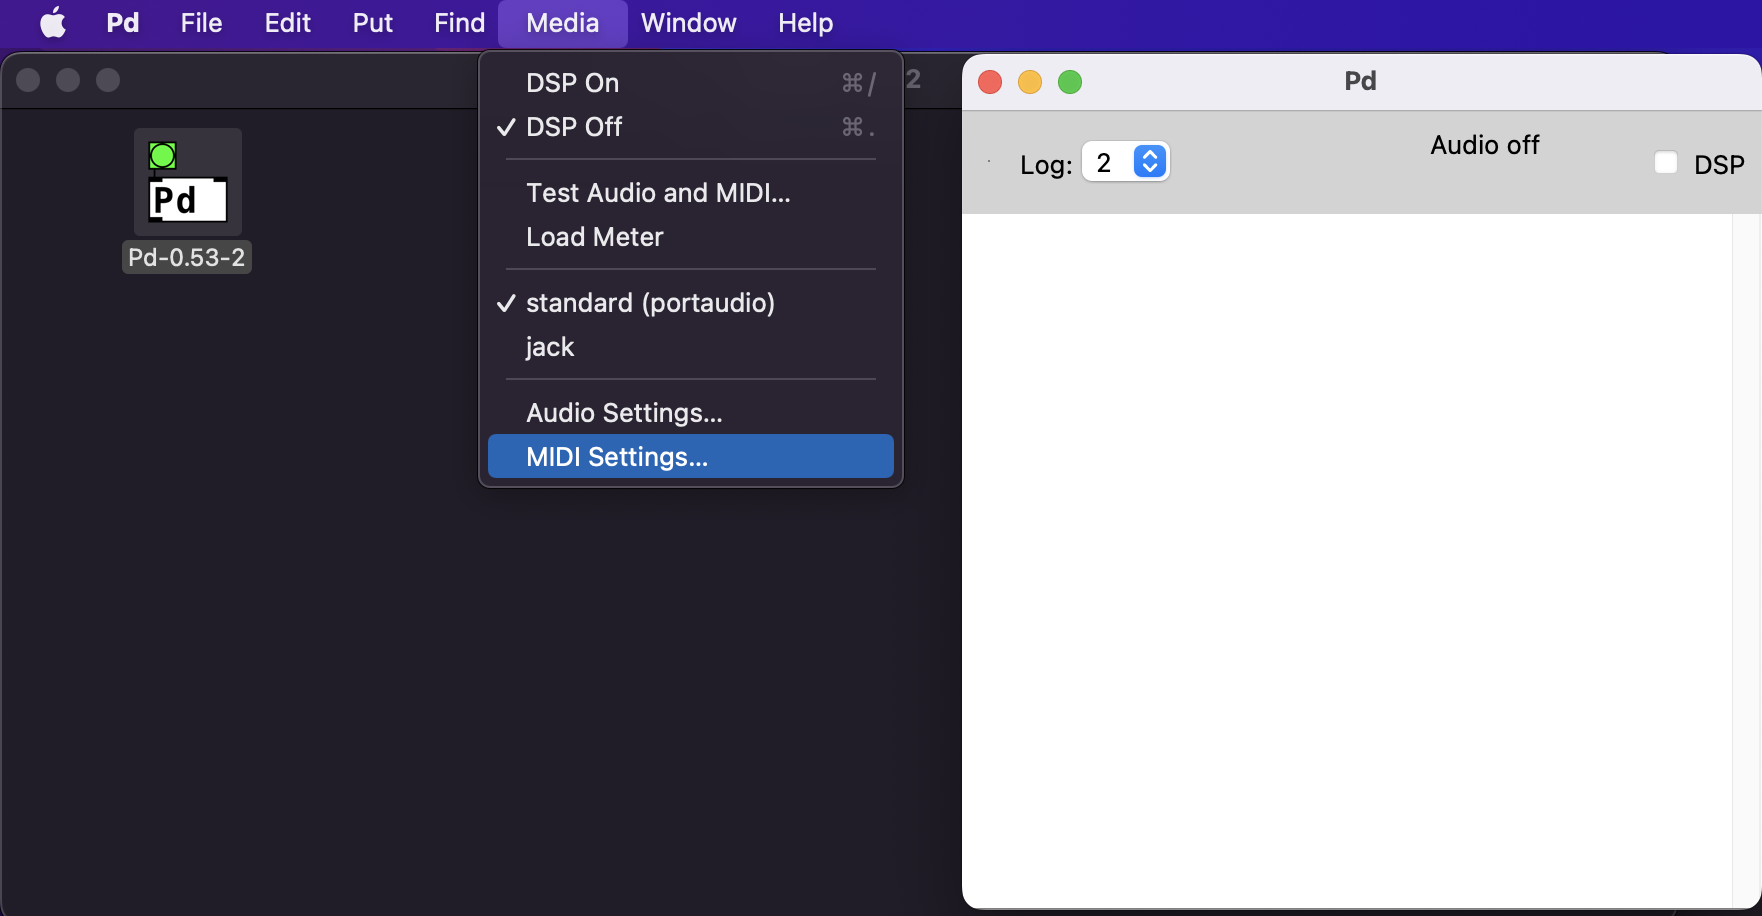 Pd File Edit Put Find Media Window Help
DSP On ⌘/
DSP Off ⌘.
Test Audio and MIDI...
Load Meter
standard (portaudio)
jack
Audio Settings...
MIDI Settings...
2
Pd
Pd-0.53-2
Pd
Log: 2
Audio off
DSP